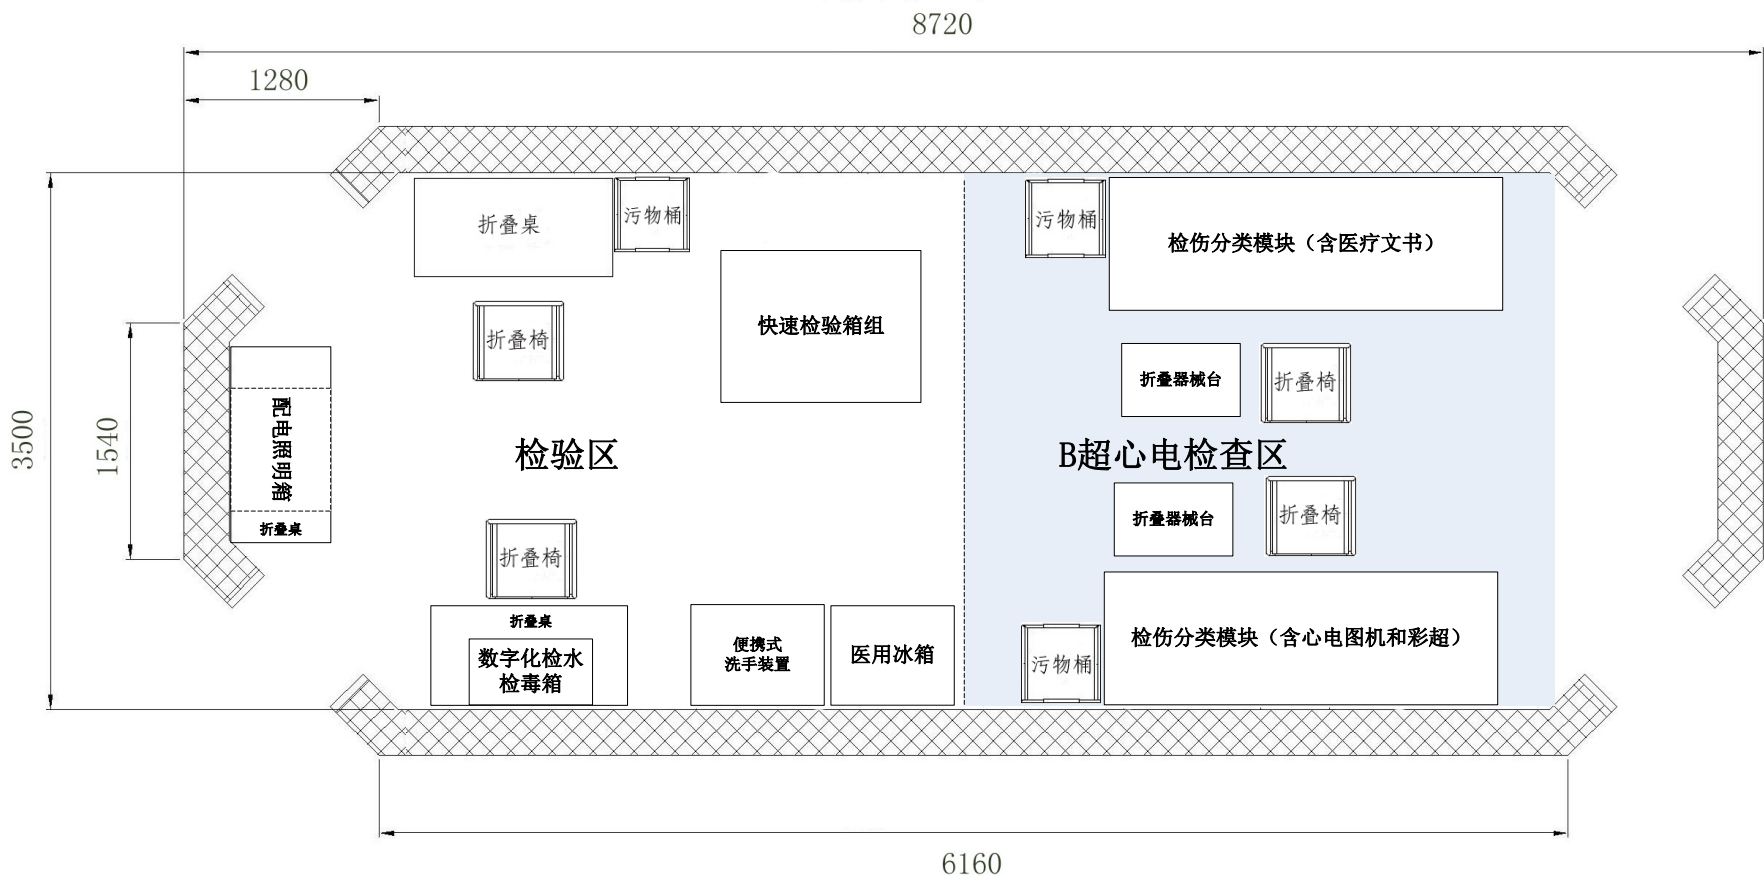 8720
1280
折叠桌
污物桶
污物桶
检伤分类模块（含医疗文书）
快速检验箱组
折叠椅
折叠器械台
折叠椅
3500
1540
配电照明箱
折叠桌
检验区
B超心电检查区
折叠器械台
折叠椅
折叠椅
折叠桌
数字化检水
检毒箱
便携式
洗手装置
医用冰箱
污物桶
检伤分类模块（含心电图机和彩超）
6160